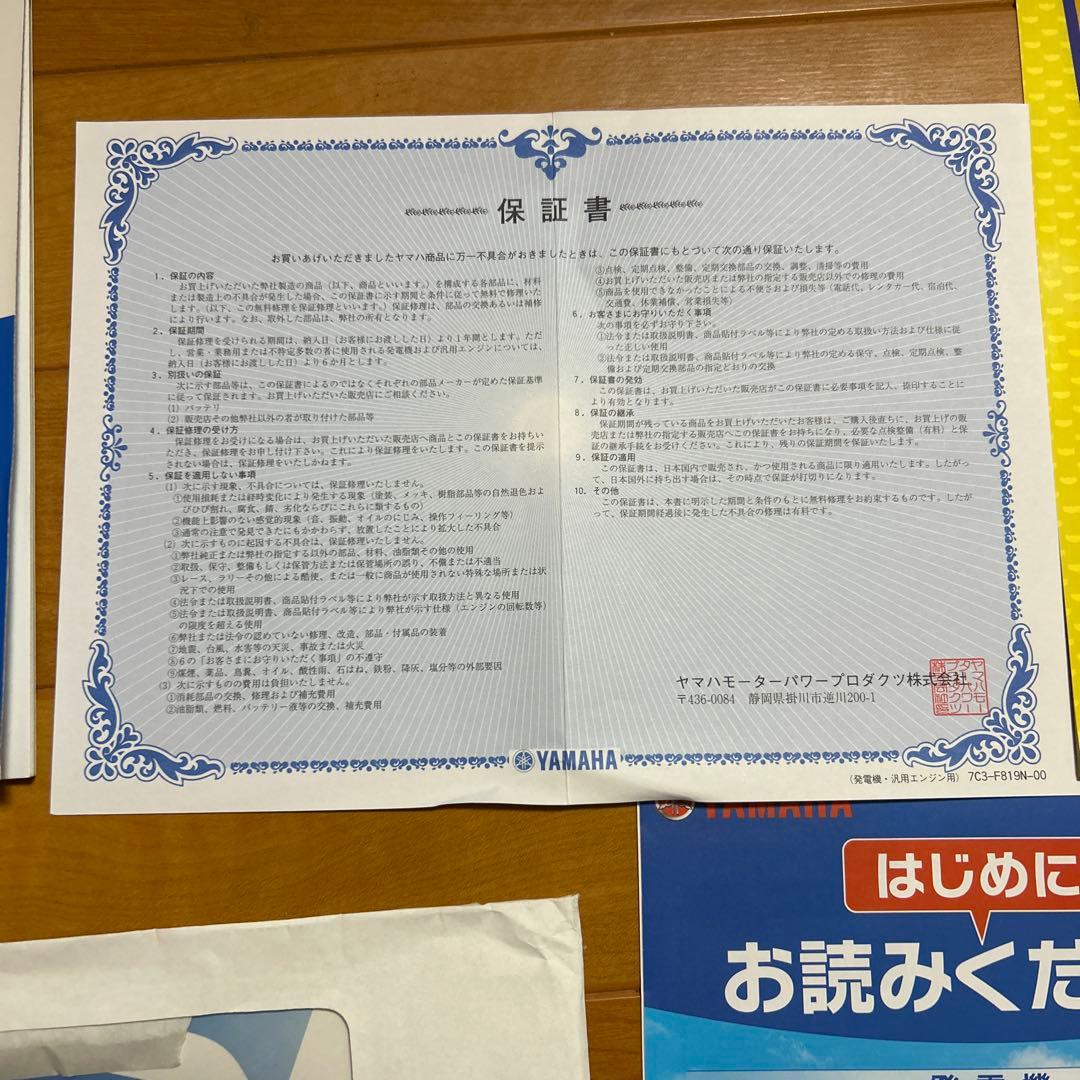 保証書
お買いあげいただきましたヤマハ商品に万一不具合がおきましたときは、この保証書にもとづいて次の通り保証いたします。
1．保証の内容
お買上げいただいた弊社製造の商品（以下、商品といいます。）を構成する各部品に、材料
または製造上の不具合が発生した場合、この保証書に示す期間と条件に従って無料で修理いた
します。（以下、この無料修理を保証修理といいます。）保証修理は、部品の交換あるいは補修
により行います。なお、取外した部品は、弊社の所有となります。
2．保証期間
保証修理を受けられる期間は、納入日（お客様にお渡しした日）より1年間とします。ただ
し、営業・業務用または不特定多数の者に使用される発電機および汎用エンジンについては、
納入日（お客様にお渡しした日）より6か月とします。
3．別扱いの保証
次に示す部品等は、この保証書によるのではなくそれぞれの部品メーカーが定めた保証基準
に従って保証されます。お買上げいただいた販売店にご相談ください。
（1）バッテリ
（2）販売店その他弊社以外の者が取り付けた部品等
4．保証修理の受け方
保証修理をお受けになる場合は、お買上げいただいた販売店へ商品とこの保証書をお持ちい
ただき、保証修理をお申し付け下さい。これにより保証修理をいたします。この保証書を提示
されない場合は、保証修理をいたしかねます。
5．保証を適用しない事項
（1）次に示す現象、不具合については、保証修理いたしません。
①使用損耗または経時変化により発生する現象（塗装、メッキ、樹脂部品等の自然退色およ
びひび割れ、腐食、錆、劣化ならびにこれらに類するもの）
②機能上影響のない感覚的現象（音、振動、オイルのにじみ、操作フィーリング等）
③通常の注意で発見できたにもかかわらず、放置したことにより拡大した不具合
（2）次に示すものに起因する不具合は、保証修理いたしません。
①弊社純正または弊社の指定する以外の部品、材料、油脂類その他の使用
②取扱、保守、整備もしくは保管方法または保管場所の誤り、不備または不適当
③レース、ラリーその他による酷使、または一般に商品が使用されない特殊な場所または状
況下での使用
④法令または取扱説明書、商品貼付ラベル等により弊社が示す取扱方法と異なる使用
⑤法令または取扱説明書、商品貼付ラベル等により弊社が示す仕様（エンジンの回転数等）
の限度を超える使用
⑥弊社または法令の認めていない修理、改造、部品・付属品の装着
⑦地震、台風、水害等の天災、事故または火災
⑧6の「お客さまにお守りいただく事項」の不遵守
⑨煤煙、薬品、鳥糞、オイル、酸性雨、石はね、鉄粉、降灰、塩分等の外部要因
（3）次に示すものの費用は負担いたしません。
①消耗部品の交換、修理および補充費用
②油脂類、燃料、バッテリー液等の交換、補充費用
③点検、定期点検、整備、定期交換部品の交換、調整、清掃等の費用
④お買上げいただいた販売店または弊社の指定する販売店以外での修理の費用
⑤商品を使用できなかったことによる不便さおよび損失等（電話代、レンタカー代、宿泊代、
交通費、休業補償、営業損失等）
6．お客さまにお守りいただく事項
次の事項を必ずお守り下さい。
①法令または取扱説明書、商品貼付ラベル等により弊社の定める取扱い方法および仕様に従
った正しい使用
②法令または取扱説明書、商品貼付ラベル等により弊社の定める保守、点検、定期点検、整
備および定期交換部品の指定どおりの交換
7．保証書の発効
この保証書は、お買上げいただいた販売店がこの保証書に必要事項を記入、捺印することに
より有効となります。
8．保証の継承
保証期間が残っている商品をお買上げいただいたお客様は、ご購入後直ちに、お買上げの販
売店または弊社の指定する販売店へこの保証書をお持ちになり、必要な点検整備（有料）と保
証の継承手続をお受けください。これにより、残りの保証期間を保証いたします。
9．保証の適用
この保証書は、日本国内で販売され、かつ使用される商品に限り適用いたします。したがっ
て、日本国外に持ち出す場合は、その時点で保証が打切りになります。
10．その他
この保証書は、本書に明示した期間と条件のもとに無料修理をお約束するものです。したが
って、保証期間経過後に発生した不具合の修理は有料です。
ヤマハモーターパワープロダクツ株式会社
〒436-0084 静岡県掛川市逆川200-1
YAMAHA
（発電機・汎用エンジン用）7C3-F819N-00
YAMAHA
はじめに
お読みくだ
発電機